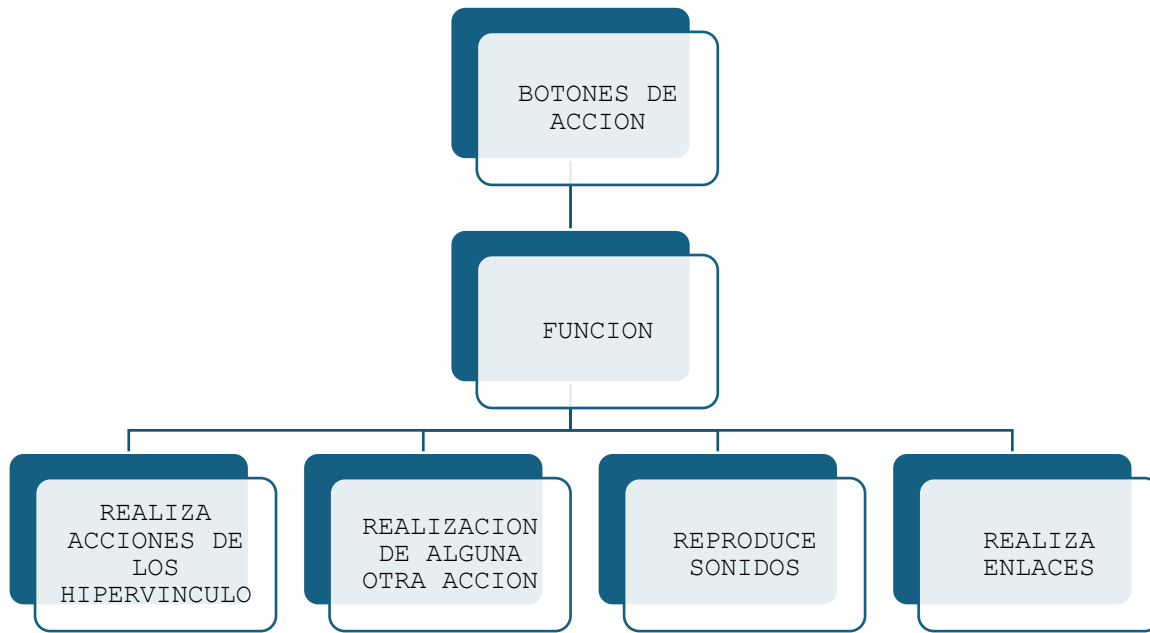 BOTONES DE
ACCION
FUNCION
REALIZA
ACCIONES DE
LOS
HIPERVINCULO
REALIZACION
DE ALGUNA
OTRA ACCION
REPRODUCE
SONIDOS
REALIZA
ENLACES